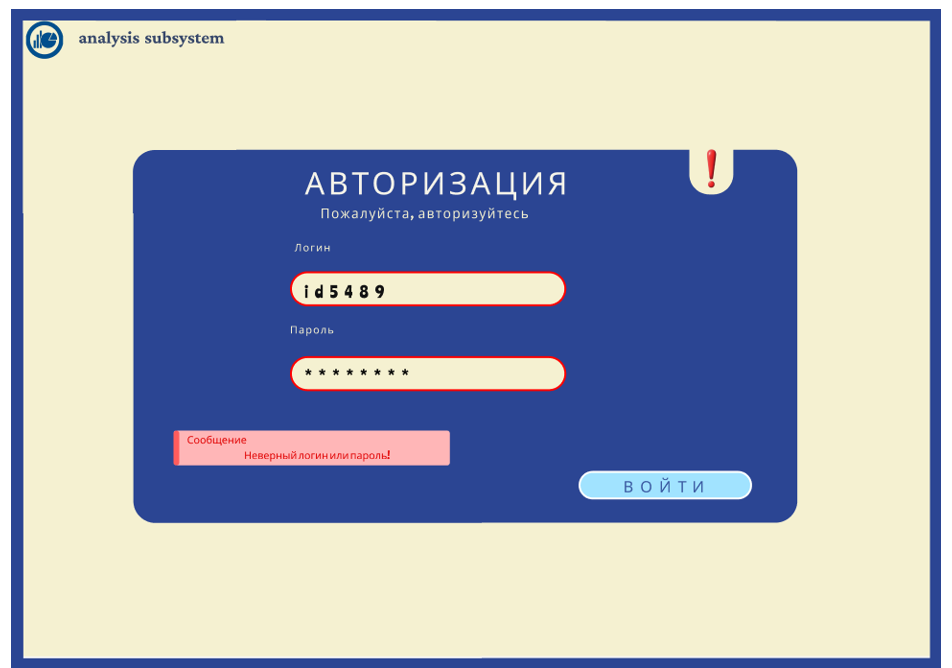 analysis subsystem
АВТОРИЗАЦИЯ
Пожалуйста, авторизуйтесь
Логин
id5489
Пароль
********
Сообщение
Неверный логин или пароль!
ВОЙТИ